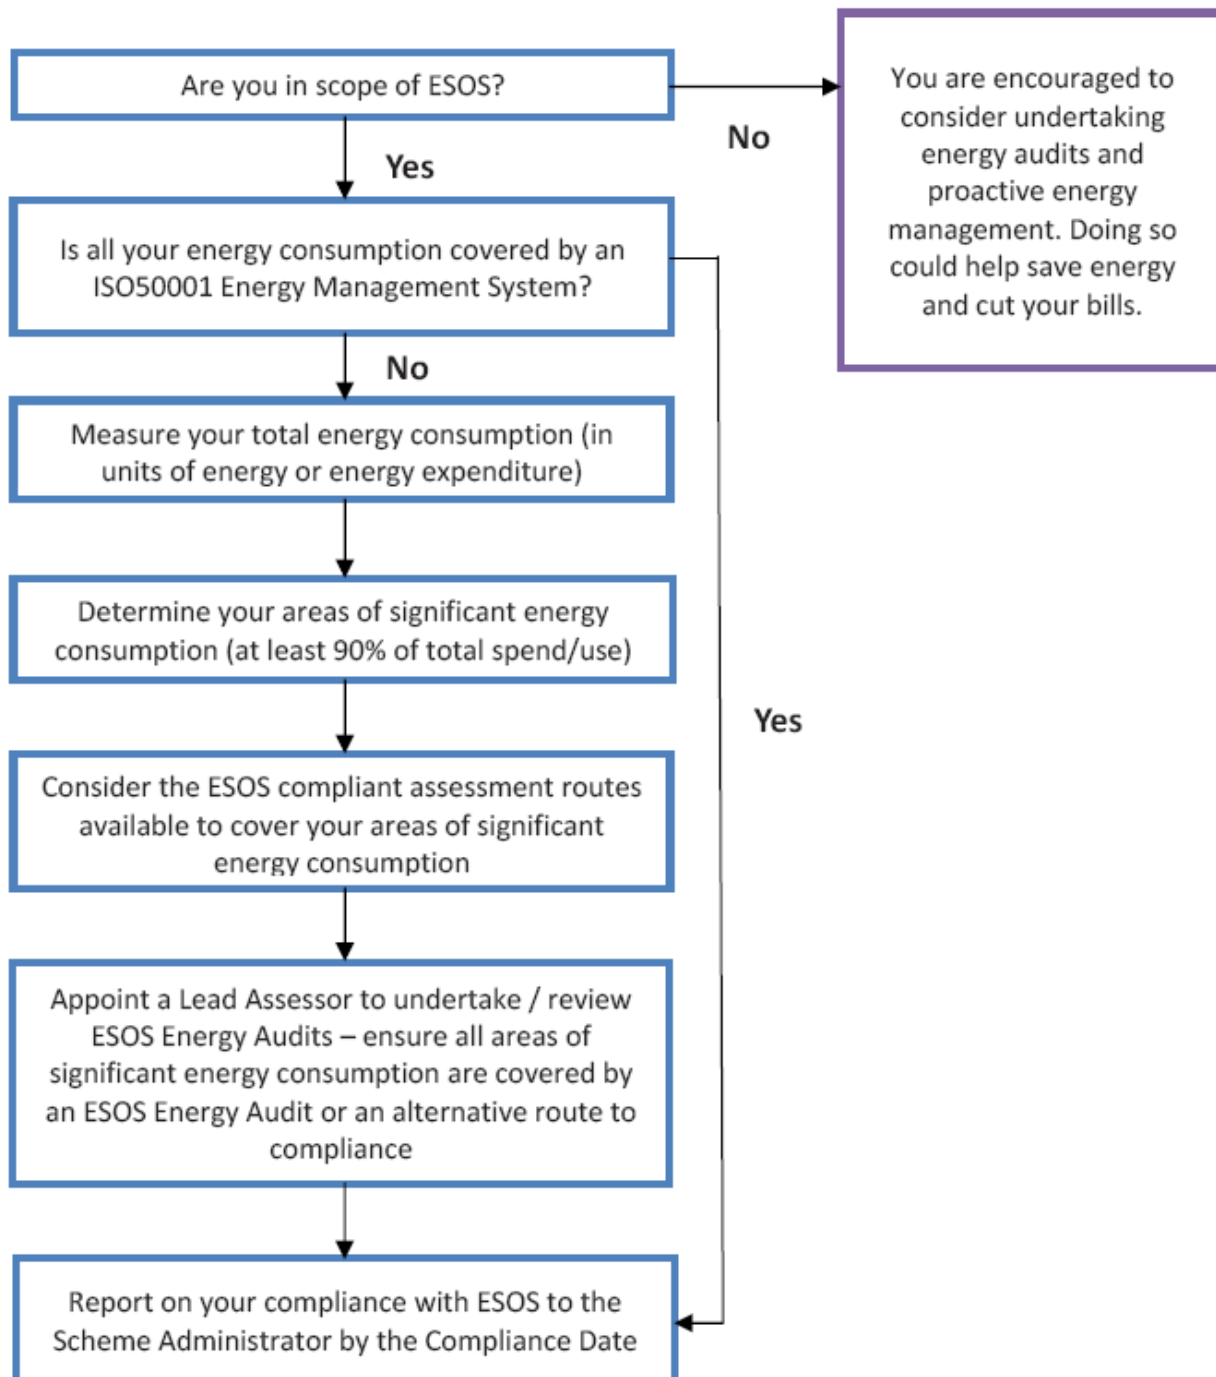 Are you in scope of ESOS?
No
You are encouraged to
consider undertaking
energy audits and
proactive energy
management. Doing so
could help save energy
and cut your bills.
Yes
Is all your energy consumption covered by an
ISO50001 Energy Management System?
No
Measure your total energy consumption (in
units of energy or energy expenditure)
Determine your areas of significant energy
consumption (at least 90% of total spend/use)
Yes
Consider the ESOS compliant assessment routes
available to cover your areas of significant
energy consumption
Appoint a Lead Assessor to undertake / review
ESOS Energy Audits – ensure all areas of
significant energy consumption are covered by
an ESOS Energy Audit or an alternative route to
compliance
Report on your compliance with ESOS to the
Scheme Administrator by the Compliance Date